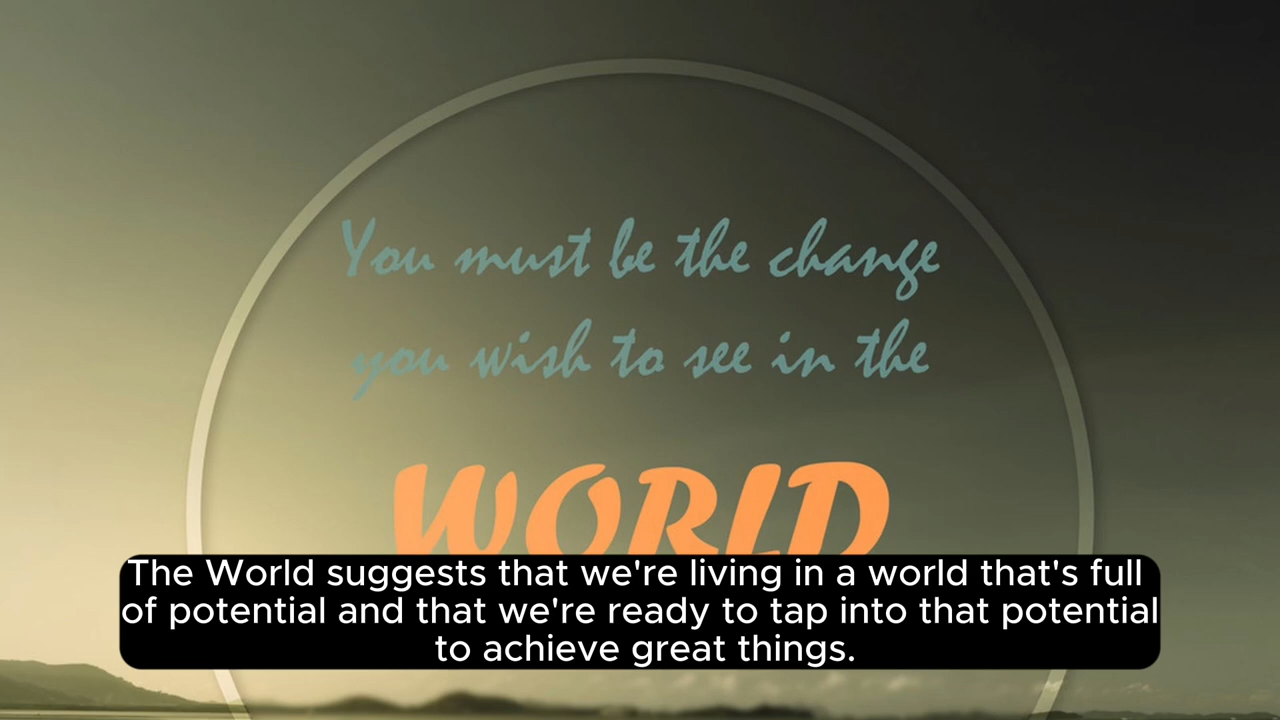 You must be the change
you wish to see in the
WORLD
The World suggests that we're living in a world that's full
of potential and that we're ready to tap into that potential
to achieve great things.